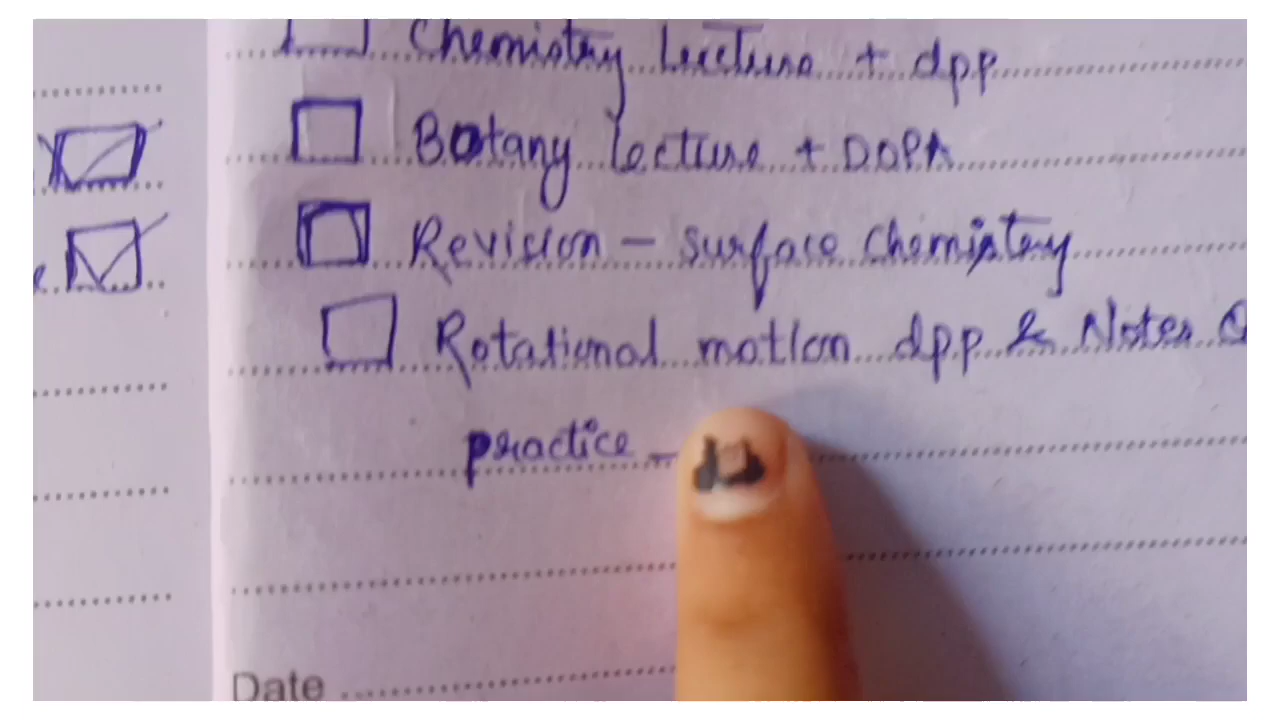 Chemistry Lecture + dpp
Botany lecture + DOPA
Revision - surface chemistry
Rotational motion dpp & Notes Q
practice -
Date